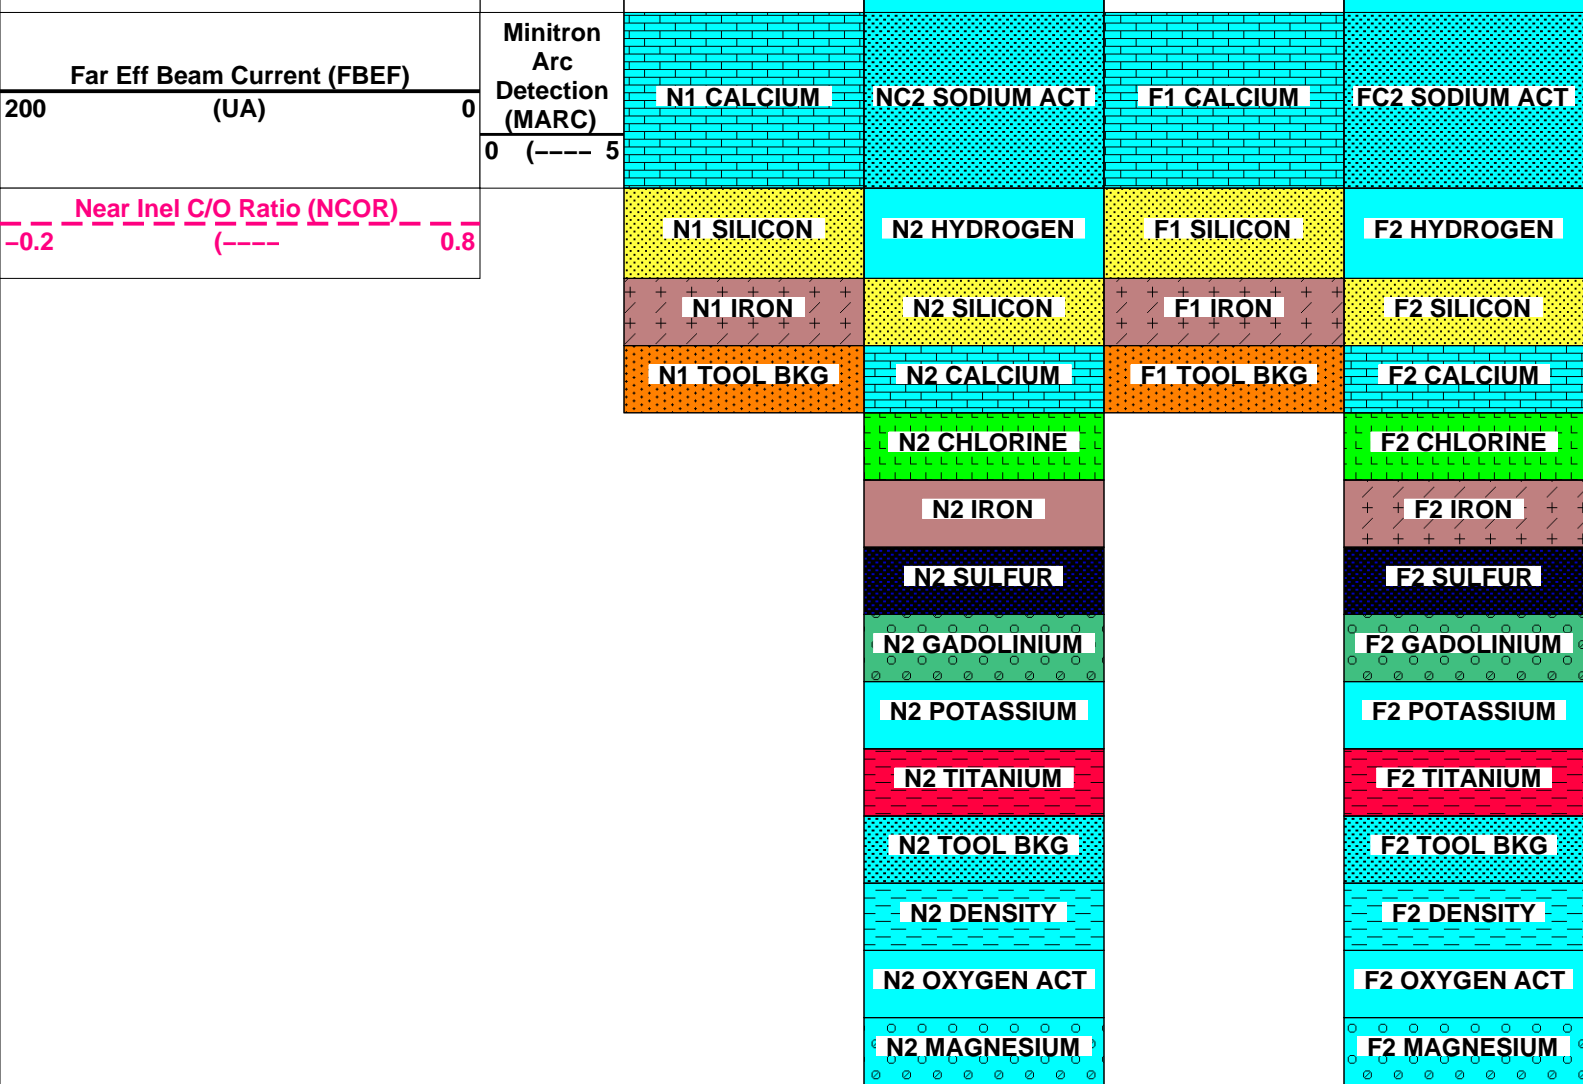 Far Eff Beam Current (FBEF)
200 (UA) 0
Minitron
Arc
Detection
(MARC)
0 (---- 5
N1 CALCIUM
NC2 SODIUM ACT
F1 CALCIUM
FC2 SODIUM ACT
Near Inel C/O Ratio (NCOR)
-0.2 (---- 0.8
N1 SILICON
N2 HYDROGEN
F1 SILICON
F2 HYDROGEN
N1 IRON
N2 SILICON
F1 IRON
F2 SILICON
N1 TOOL BKG
N2 CALCIUM
F1 TOOL BKG
F2 CALCIUM
N2 CHLORINE
F2 CHLORINE
N2 IRON
F2 IRON
N2 SULFUR
F2 SULFUR
N2 GADOLINIUM
F2 GADOLINIUM
N2 POTASSIUM
F2 POTASSIUM
N2 TITANIUM
F2 TITANIUM
N2 TOOL BKG
F2 TOOL BKG
N2 DENSITY
F2 DENSITY
N2 OXYGEN ACT
F2 OXYGEN ACT
N2 MAGNESIUM
F2 MAGNESIUM